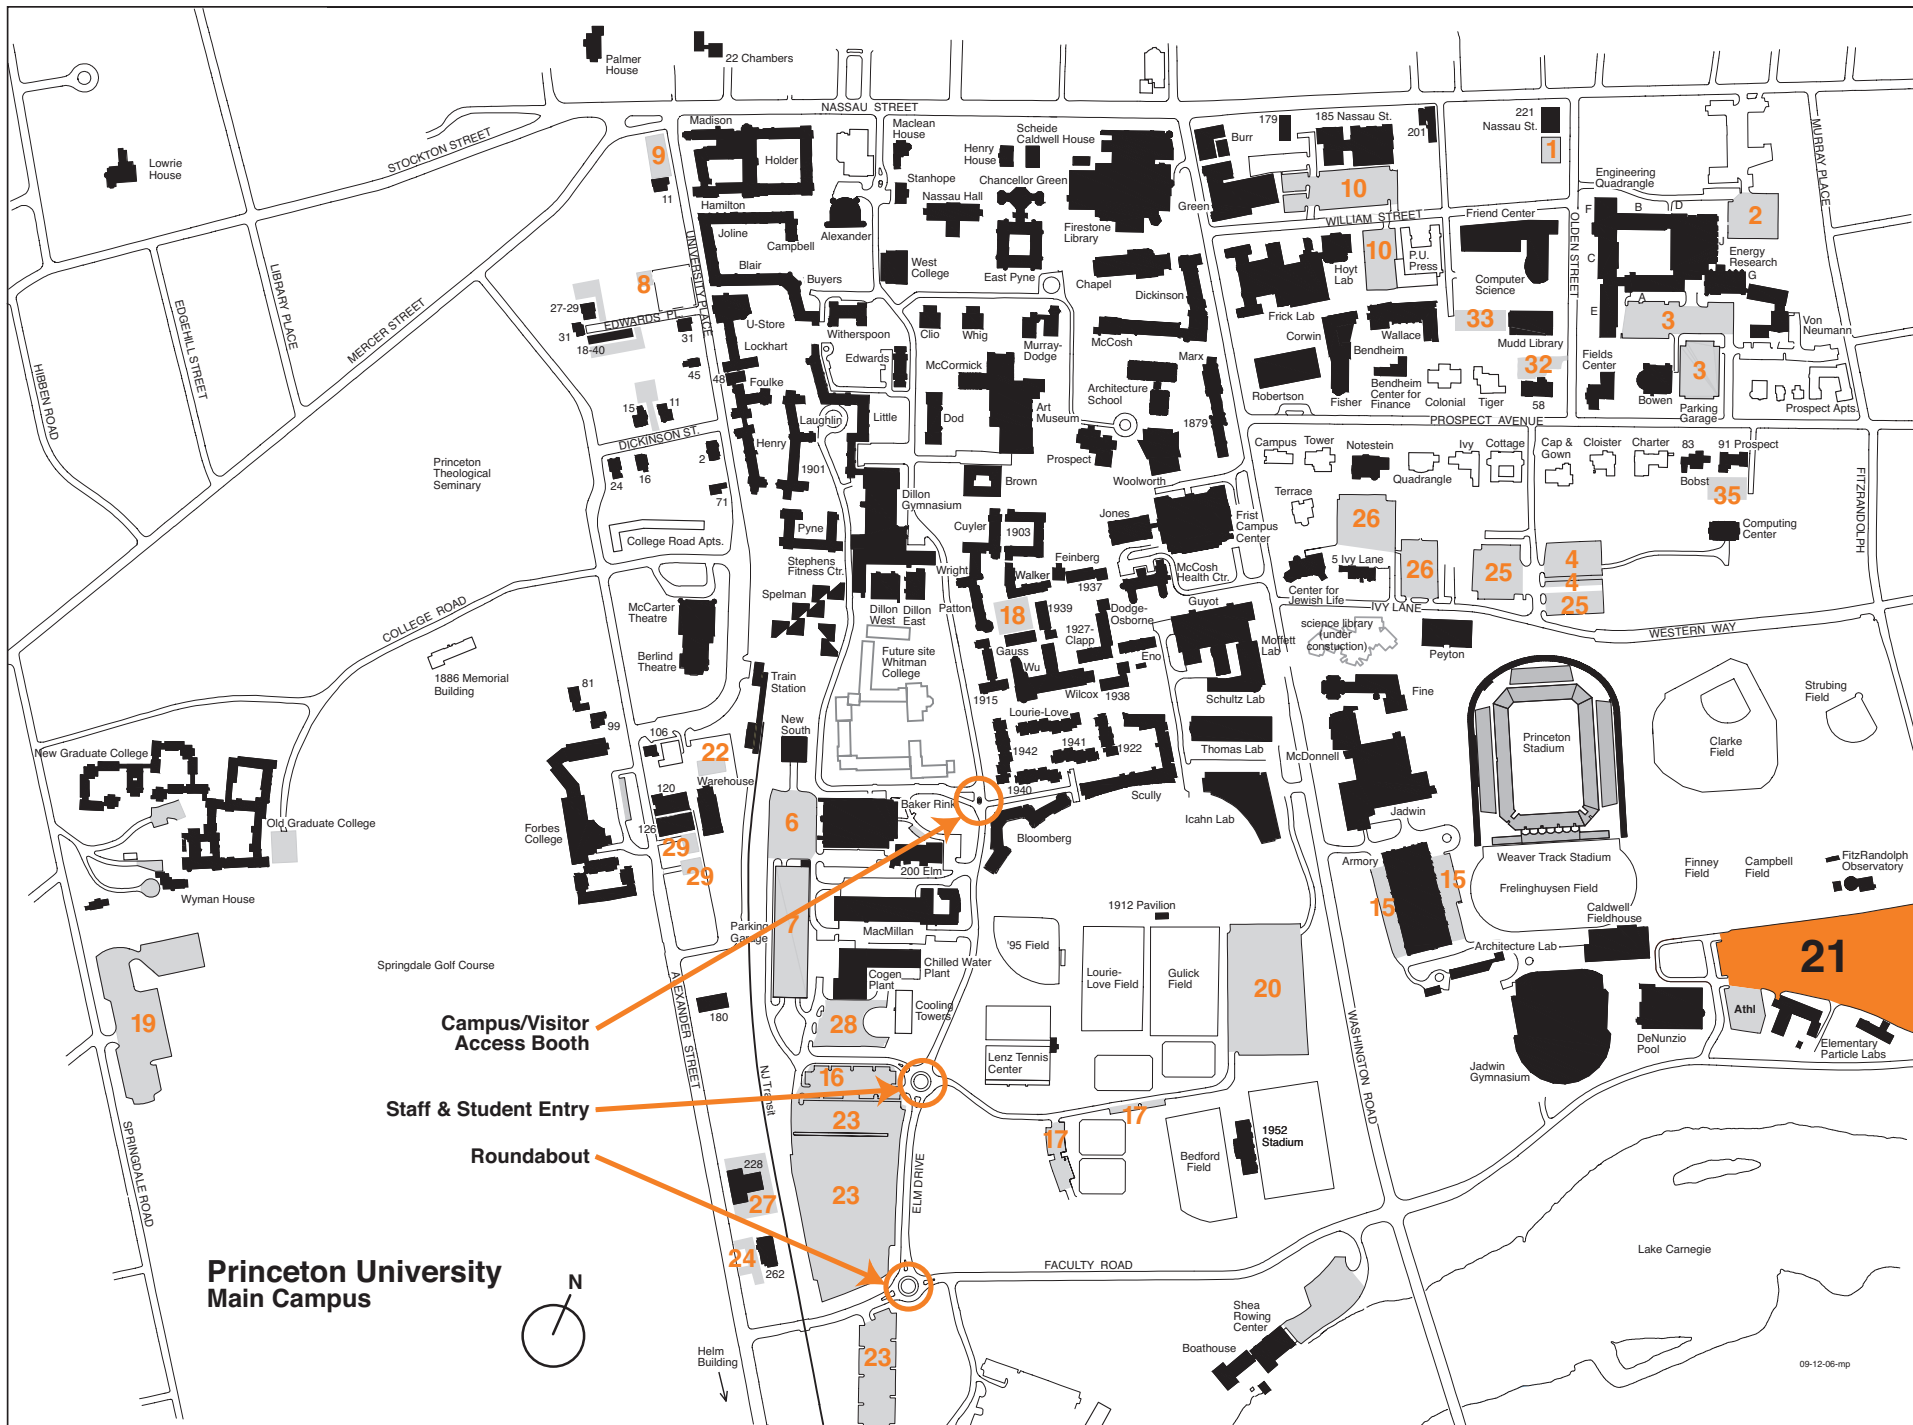 Palmer
House
22 Chambers
NASSAU STREET
STOCKTON STREET
Lowrie
House
9
11
Madison
Holder
Hamilton
Joline
Campbell
Blair
Buyers
Alexander
Maclean
House
Stanhope
Nassau Hall
Henry
House
Scheide
Caldwell House
Chancellor Green
Firestone
Library
East Pyne
West
College
Burr
Green
179
185 Nassau St.
201
10
WILLIAM STREET
10
221
Nassau St.
1
Engineering
Quadrangle
F
B
D
J
C
A
I
E
G
Energy
Research
2
MURRAY PLACE
OLDEN STREET
Friend Center
Computer
Science
P.U.
Press
Hoyt
Lab
Frick Lab
Chapel
Dickinson
McCosh
Clio
Whig
Murray-
Dodge
Witherspoon
U-Store
Lockhart
UNIVERSITY PLACE
8
27-29
EDWARDS PL.
31
18-40
31
45
48
LIBRARY PLACE
EDGEHILL STREET
MERCER STREET
HIBBEN ROAD
Edwards
McCormick
Art
Museum
Dod
Little
Laughlin
Foulke
Henry
1901
15
11
DICKINSON ST.
2
24
16
71
Princeton
Theological
Seminary
Marx
Architecture
School
1879
Prospect
Woolworth
Corwin
Bendheim
Wallace
Robertson
Fisher
Bendheim
Center for
Finance
Colonial
Tiger
33
Mudd Library
32
58
Fields
Center
Bowen
3
3
Parking
Garage
Von
Neumann
Prospect Apts.
PROSPECT AVENUE
Campus
Tower
Notestein
Quadrangle
Ivy
Cottage
Cap &
Gown
Cloister
Charter
83
91 Prospect
Bobst
35
Computing
Center
FITZRANDOLPH
Terrace
26
26
25
4
4
25
5 Ivy Lane
Center for
Jewish Life
IVY LANE
WESTERN WAY
Dillon
Gymnasium
Brown
Cuyler
1903
Jones
Frist
Campus
Center
Pyne
College Road Apts.
Stephens
Fitness Ctr.
Wright
Walker
Feinberg
1937
McCosh
Health Ctr.
Guyot
Spelman
Dillon
West
Dillon
East
Patton
18
1939
1927-
Clapp
Dodge-
Osborne
Eno
Moffett
Lab
Schultz Lab
McCarter
Theatre
Berlind
Theatre
COLLEGE ROAD
1886 Memorial
Building
Future site
Whitman
College
Gauss
Wu
1915
Wilcox
1938
science library
(under
constuction)
Peyton
Train
Station
New
South
Lourie-Love
1942
1941
1922
1940
Scully
Thomas Lab
Icahn Lab
Fine
McDonnell
Jadwin
Princeton
Stadium
Clarke
Field
Strubing
Field
81
99
106
22
Warehouse
120
126
29
29
Forbes
College
New Graduate College
Old Graduate College
Wyman House
6
Baker Rink
Bloomberg
200 Elm
7
Parking
Garage
MacMillan
Chilled Water
Plant
Cogen
Plant
Cooling
Towers
28
Armory
15
15
Weaver Track Stadium
Frelinghuysen Field
Finney
Field
Campbell
Field
FitzRandolph
Observatory
Caldwell
Fieldhouse
Architecture Lab
1912 Pavilion
'95 Field
Lourie-
Love Field
Gulick
Field
20
21
Athl
DeNunzio
Pool
Elementary
Particle Labs
Jadwin
Gymnasium
Lenz Tennis
Center
19
Springdale Golf Course
ALEXANDER STREET
180
Campus/Visitor
Access Booth
NJ Transit
16
Staff & Student Entry
23
17
17
WASHINGTON ROAD
SPRINGDALE ROAD
Roundabout
228
27
23
ELM DRIVE
Bedford
Field
1952
Stadium
24
262
Princeton University
Main Campus
N
FACULTY ROAD
Lake Carnegie
Shea
Rowing
Center
Boathouse
Helm
Building
23
09-12-06-mp